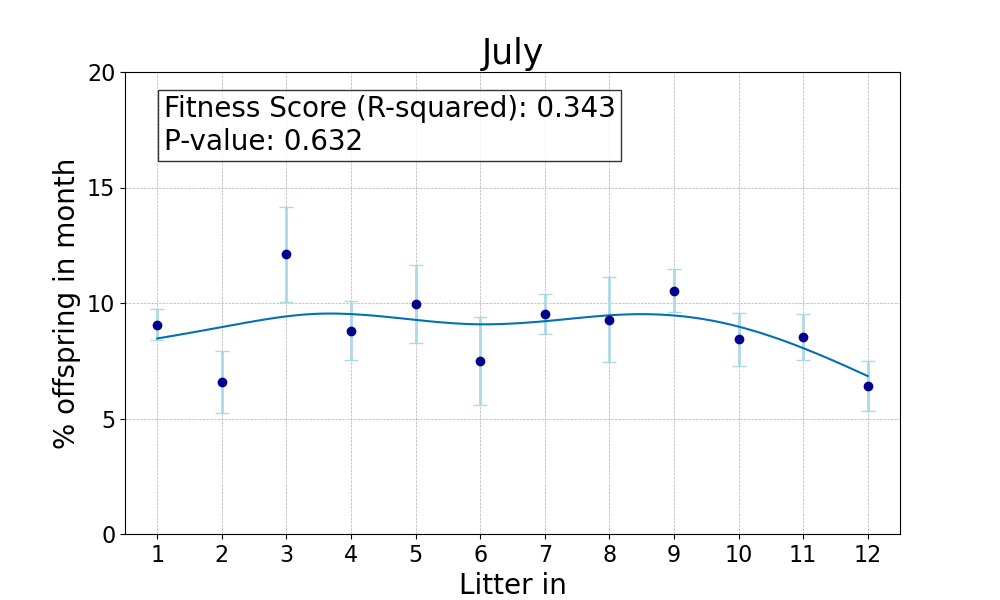 July
Fitness Score (R-squared): 0.343
P-value: 0.632
% offspring in month
20
15
10
5
0
1 2 3 4 5 6 7 8 9 10 11 12
Litter in